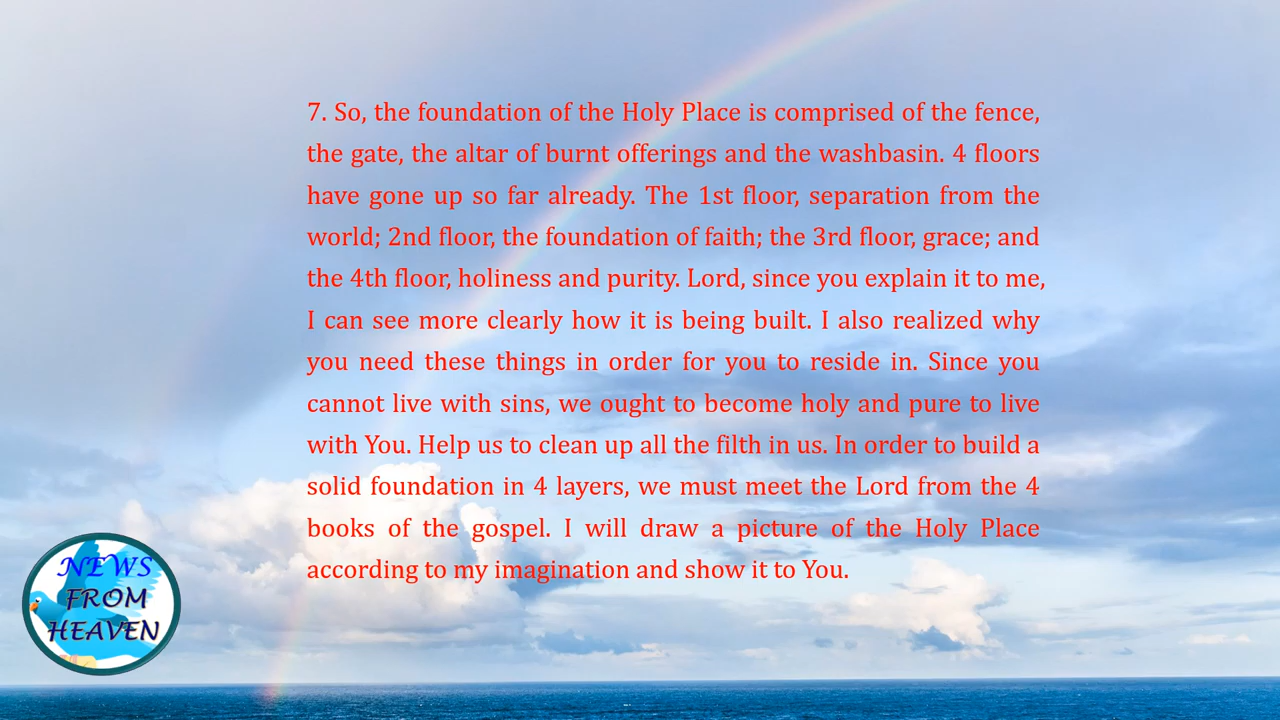 7. So, the foundation of the Holy Place is comprised of the fence,
the gate, the altar of burnt offerings and the washbasin. 4 floors
have gone up so far already. The 1st floor, separation from the
world; 2nd floor, the foundation of faith; the 3rd floor, grace; and
the 4th floor, holiness and purity. Lord, since you explain it to me,
I can see more clearly how it is being built. I also realized why
you need these things in order for you to reside in. Since you
cannot live with sins, we ought to become holy and pure to live
with You. Help us to clean up all the filth in us. In order to build a
solid foundation in 4 layers, we must meet the Lord from the 4
books of the gospel. I will draw a picture of the Holy Place
according to my imagination and show it to You.
NEWS
FROM
HEAVEN